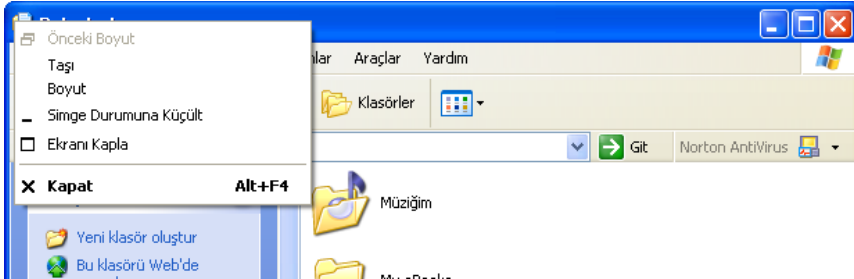 Önceki Boyut
Taşı
Boyut
Simge Durumuna Küçült
Ekranı Kapla
Kapat Alt+F4
Araçlar Yardım
Klasörler
Git Norton AntiVirus
Müziğim
Yeni klasör oluştur
Bu klasörü Web'de